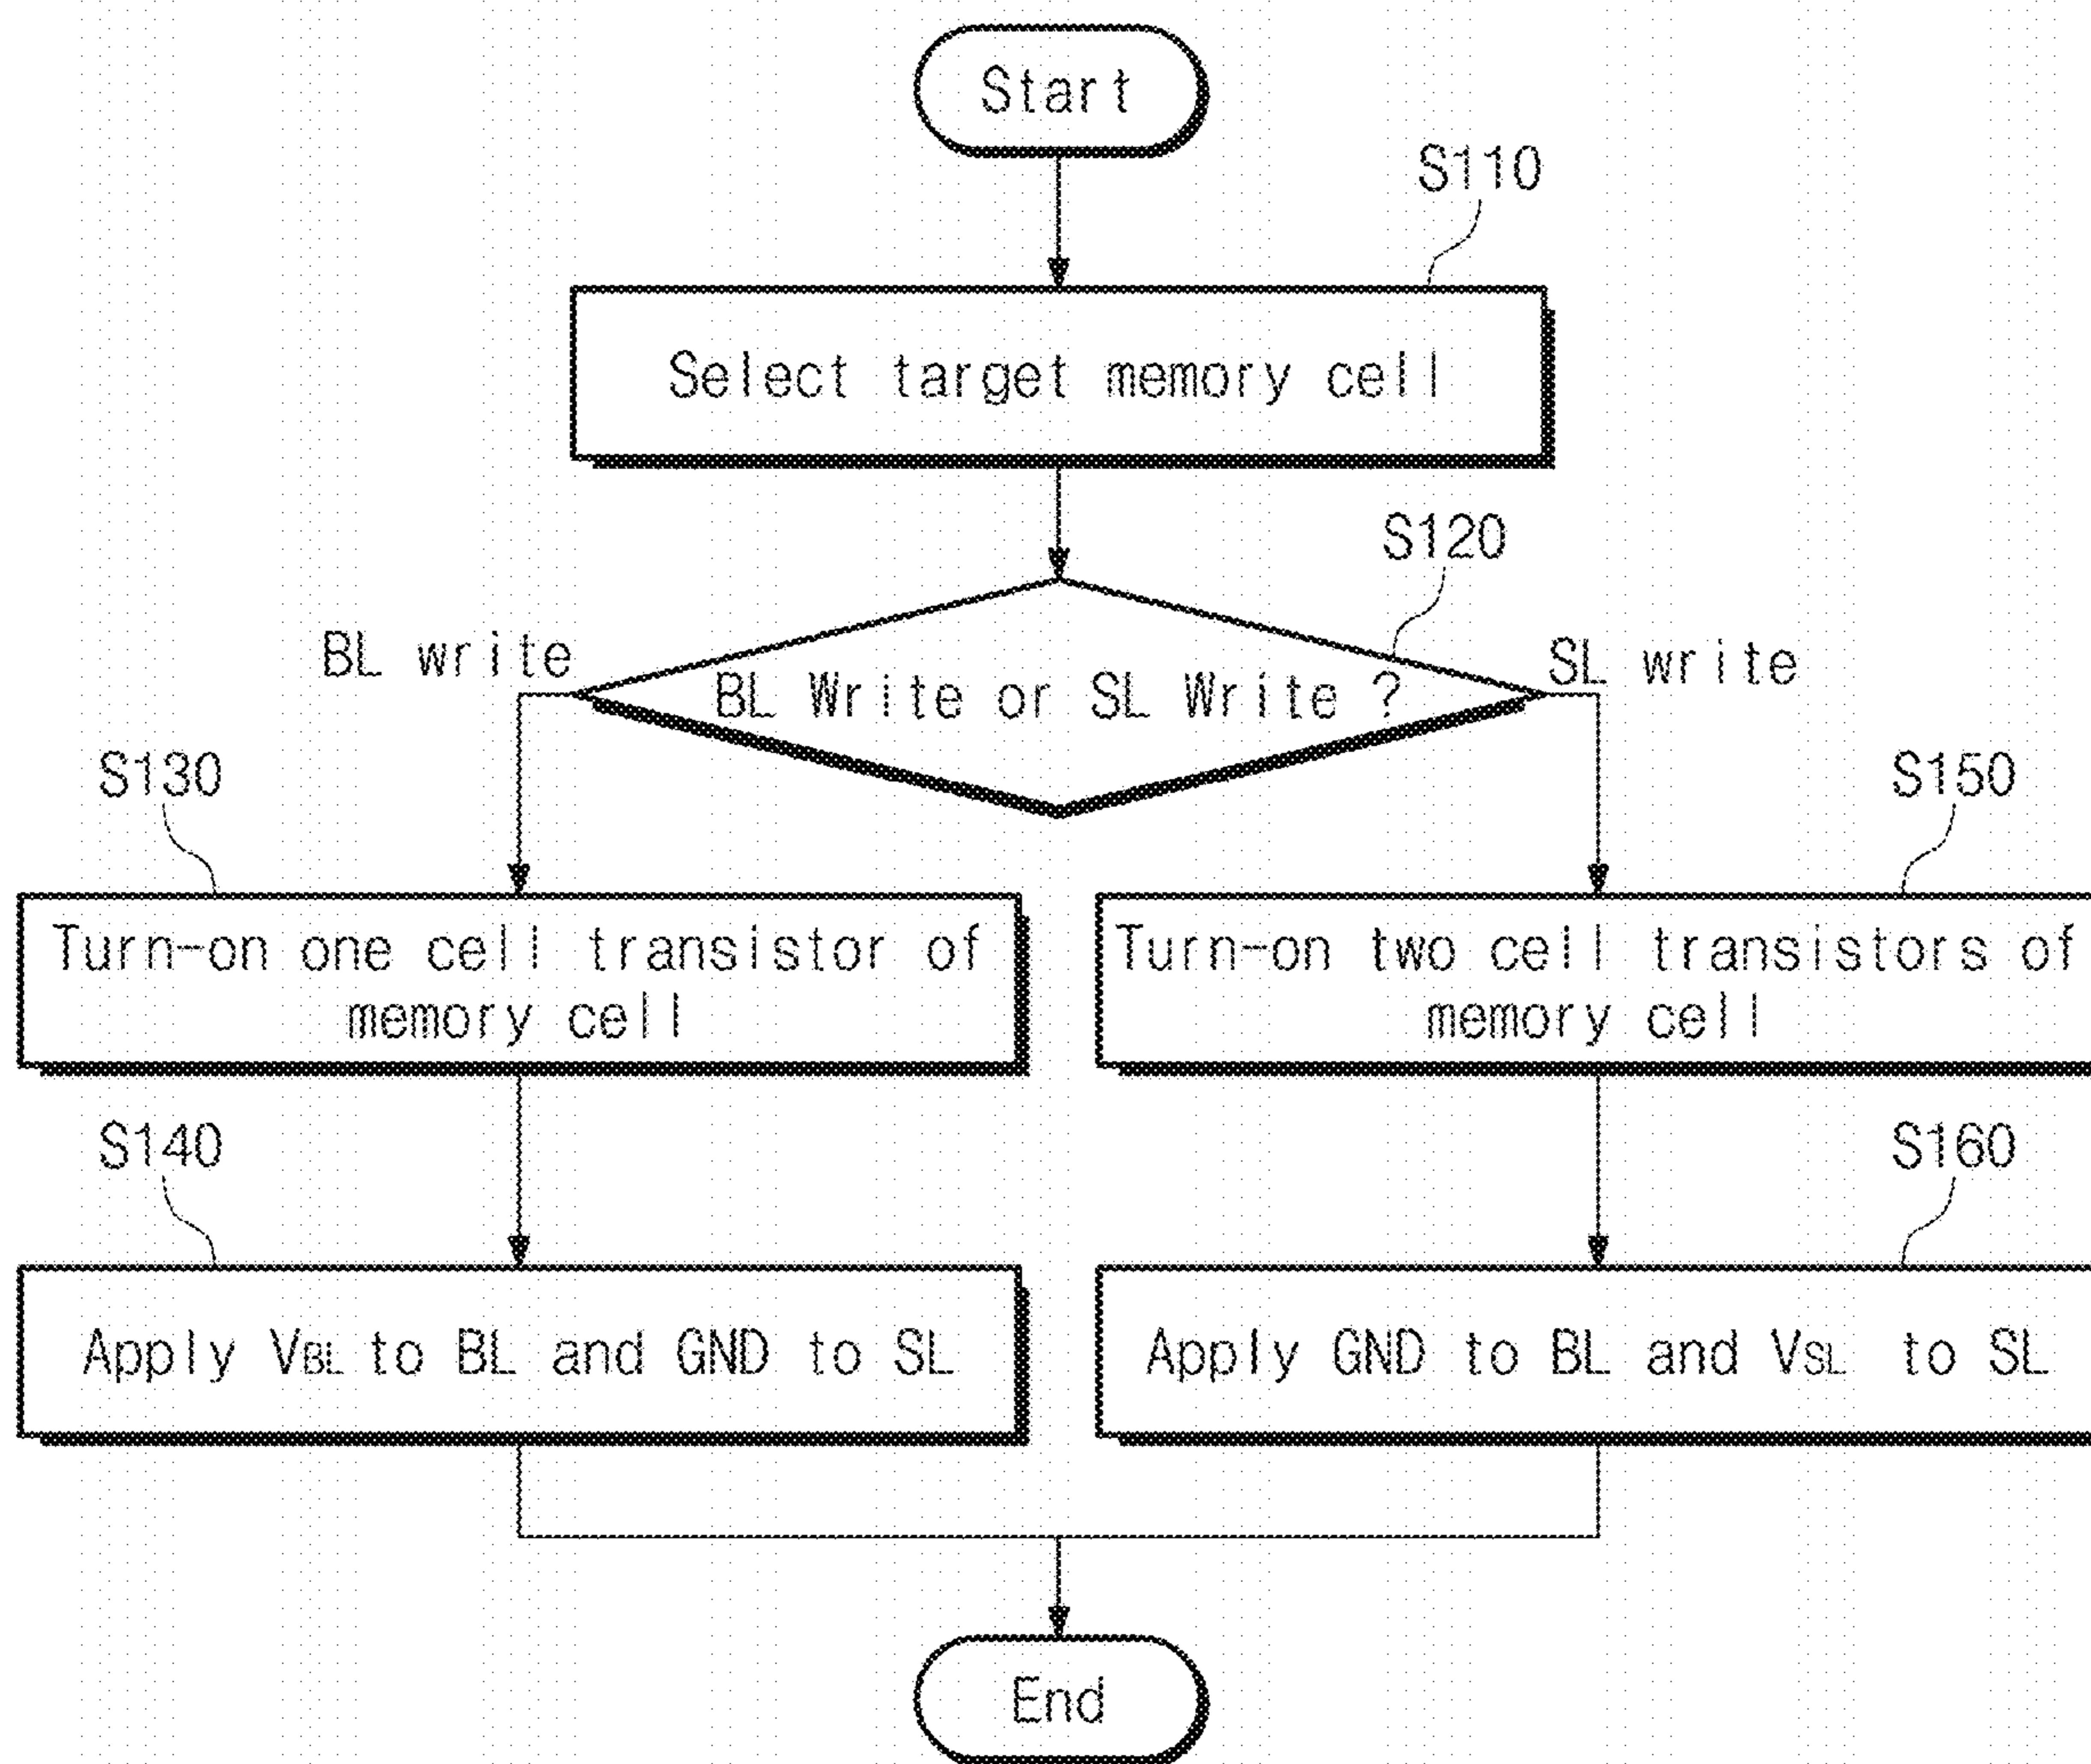 Start
S110
Select target memory cell
S120
BL write
BL Write or SL Write ?
SL write
S130
S150
Turn-on one cell transistor of
memory cell
Turn-on two cell transistors of
memory cell
S140
S160
Apply VBL to BL and GND to SL
Apply GND to BL and VSL to SL
End